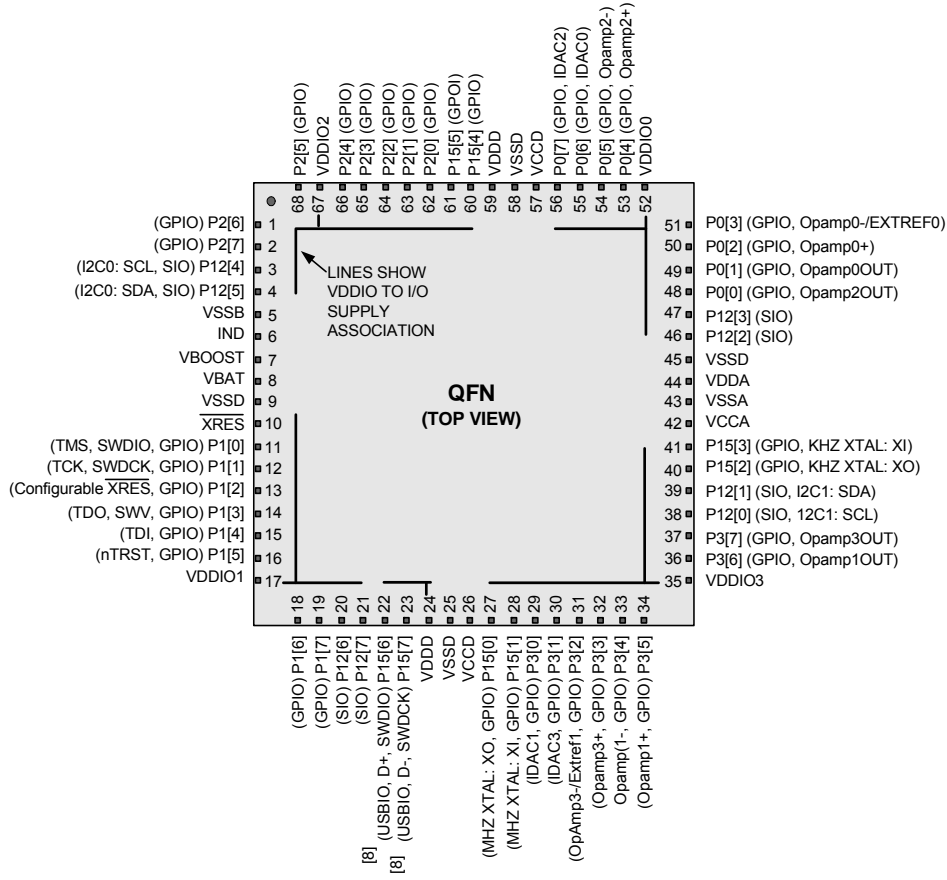 P2[5] (GPIO)
VDDIO2
P2[4] (GPIO)
P2[3] (GPIO)
P2[2] (GPIO)
P2[1] (GPIO)
P2[0] (GPIO)
P15[5] (GPOI)
P15[4] (GPIO)
VDDD
VSSD
VCCD
P0[7] (GPIO, IDAC2)
P0[6] (GPIO, IDAC0)
P0[5] (GPIO, Opamp2-)
P0[4] (GPIO, Opamp2+)
VDDIO0
68
67
66
65
64
63
62
61
60
59
58
57
56
55
54
53
52
(GPIO) P2[6] 1
(GPIO) P2[7] 2
(I2C0: SCL, SIO) P12[4] 3
(I2C0: SDA, SIO) P12[5] 4
VSSB 5
IND 6
VBOOST 7
VBAT 8
VSSD 9
XRES 10
(TMS, SWDIO, GPIO) P1[0] 11
(TCK, SWDCK, GPIO) P1[1] 12
(Configurable XRES, GPIO) P1[2] 13
(TDO, SWV, GPIO) P1[3] 14
(TDI, GPIO) P1[4] 15
(nTRST, GPIO) P1[5] 16
VDDIO1 17
LINES SHOW
VDDIO TO I/O
SUPPLY
ASSOCIATION
QFN
(TOP VIEW)
51 P0[3] (GPIO, Opamp0-/EXTREF0)
50 P0[2] (GPIO, Opamp0+)
49 P0[1] (GPIO, Opamp0OUT)
48 P0[0] (GPIO, Opamp2OUT)
47 P12[3] (SIO)
46 P12[2] (SIO)
45 VSSD
44 VDDA
43 VSSA
42 VCCA
41 P15[3] (GPIO, KHZ XTAL: XI)
40 P15[2] (GPIO, KHZ XTAL: XO)
39 P12[1] (SIO, I2C1: SDA)
38 P12[0] (SIO, 12C1: SCL)
37 P3[7] (GPIO, Opamp3OUT)
36 P3[6] (GPIO, Opamp1OUT)
35 VDDIO3
18
19
20
21
22
23
24
25
26
27
28
29
30
31
32
33
34
(GPIO) P1[6]
(GPIO) P1[7]
(SIO) P12[6]
(SIO) P12[7]
[8] (USBIO, D+, SWDIO) P15[6]
[8] (USBIO, D-, SWDCK) P15[7]
VDDD
VSSD
VCCD
(MHZ XTAL: XO, GPIO) P15[0]
(MHZ XTAL: XI, GPIO) P15[1]
(IDAC1, GPIO) P3[0]
(IDAC3, GPIO) P3[1]
(OpAmp3-/Extref1, GPIO) P3[2]
(Opamp3+, GPIO) P3[3]
Opamp(1-, GPIO) P3[4]
(Opamp1+, GPIO) P3[5]